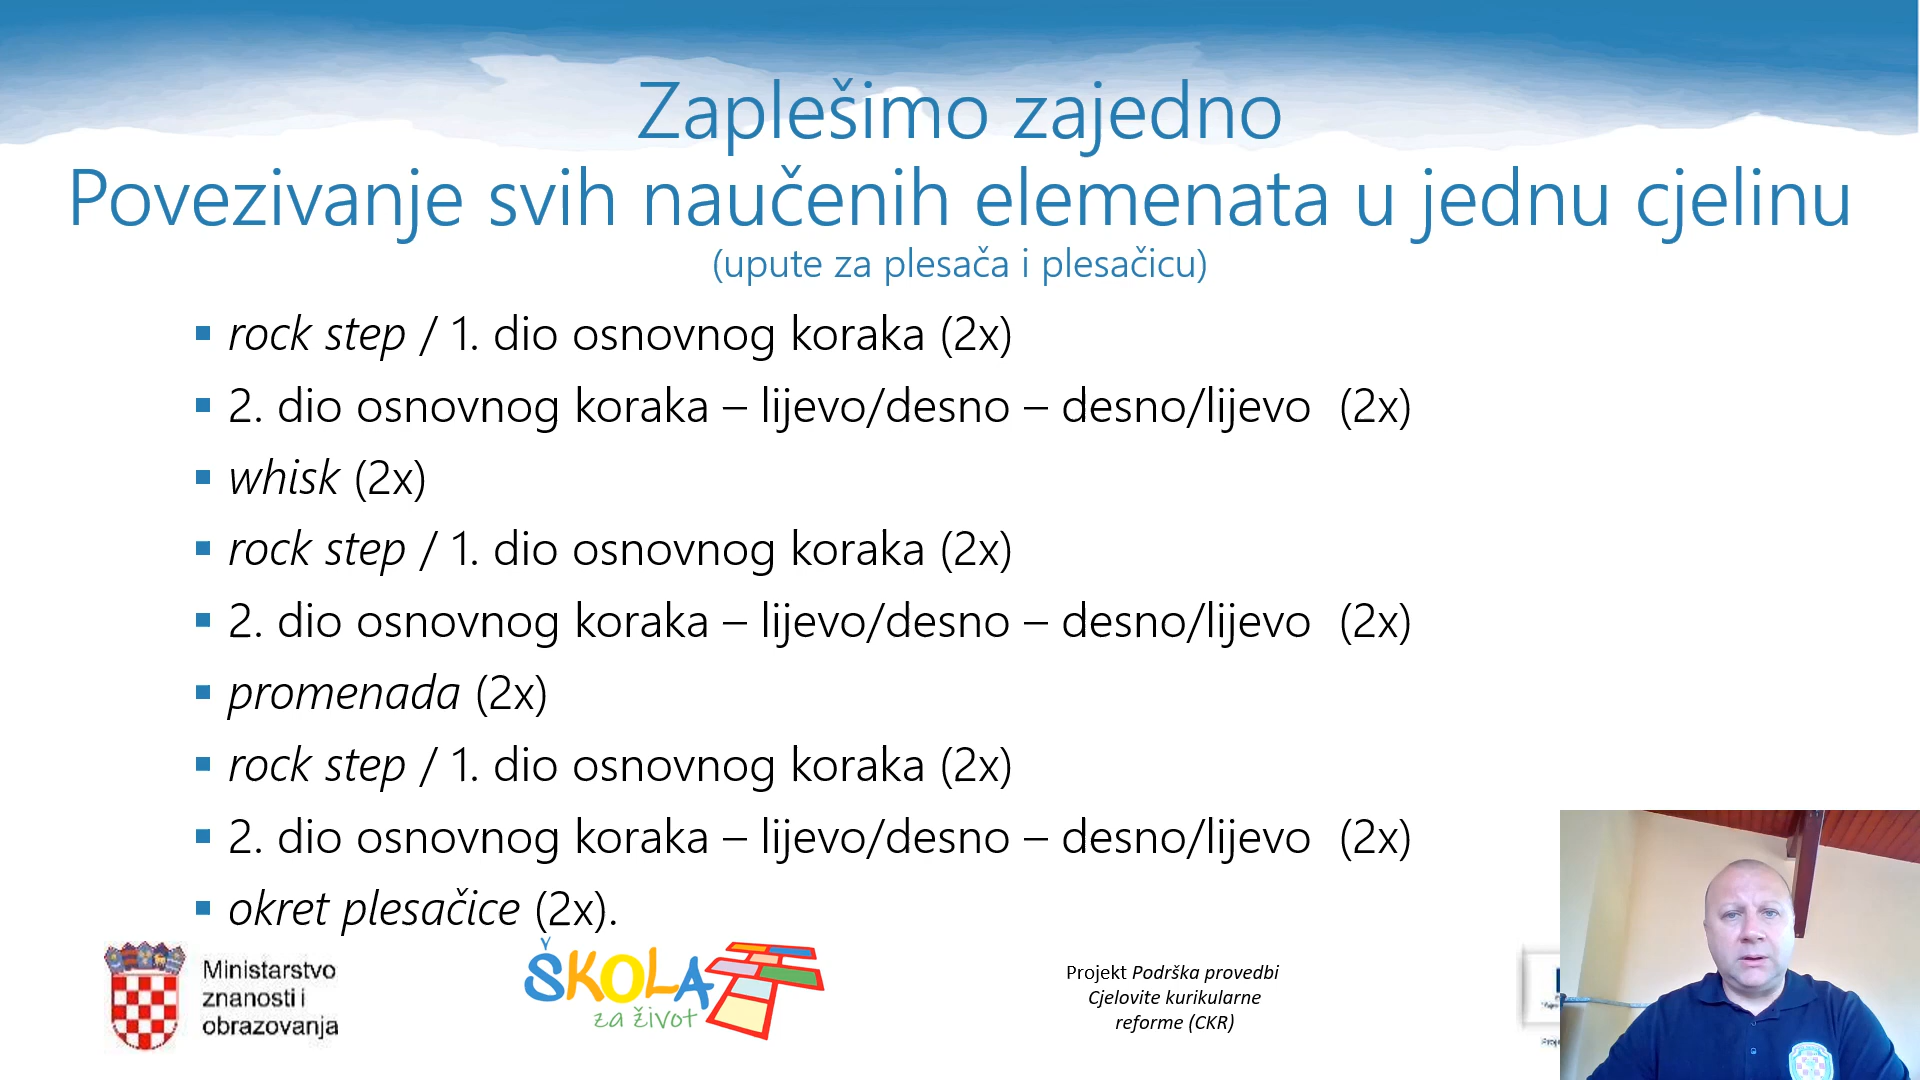 Zaplešimo zajedno
Povezivanje svih naučenih elemenata u jednu cjelinu
(upute za plesača i plesačicu)
▪ rock step / 1. dio osnovnog koraka (2x)
▪ 2. dio osnovnog koraka – lijevo/desno – desno/lijevo (2x)
▪ whisk (2x)
▪ rock step / 1. dio osnovnog koraka (2x)
▪ 2. dio osnovnog koraka – lijevo/desno – desno/lijevo (2x)
▪ promenada (2x)
▪ rock step / 1. dio osnovnog koraka (2x)
▪ 2. dio osnovnog koraka – lijevo/desno – desno/lijevo (2x)
▪ okret plesačice (2x).
Ministarstvo
znanosti i
obrazovanja
ŠKOLA
za život
Projekt Podrška provedbi
Cjelovite kurikularne
reforme (CKR)